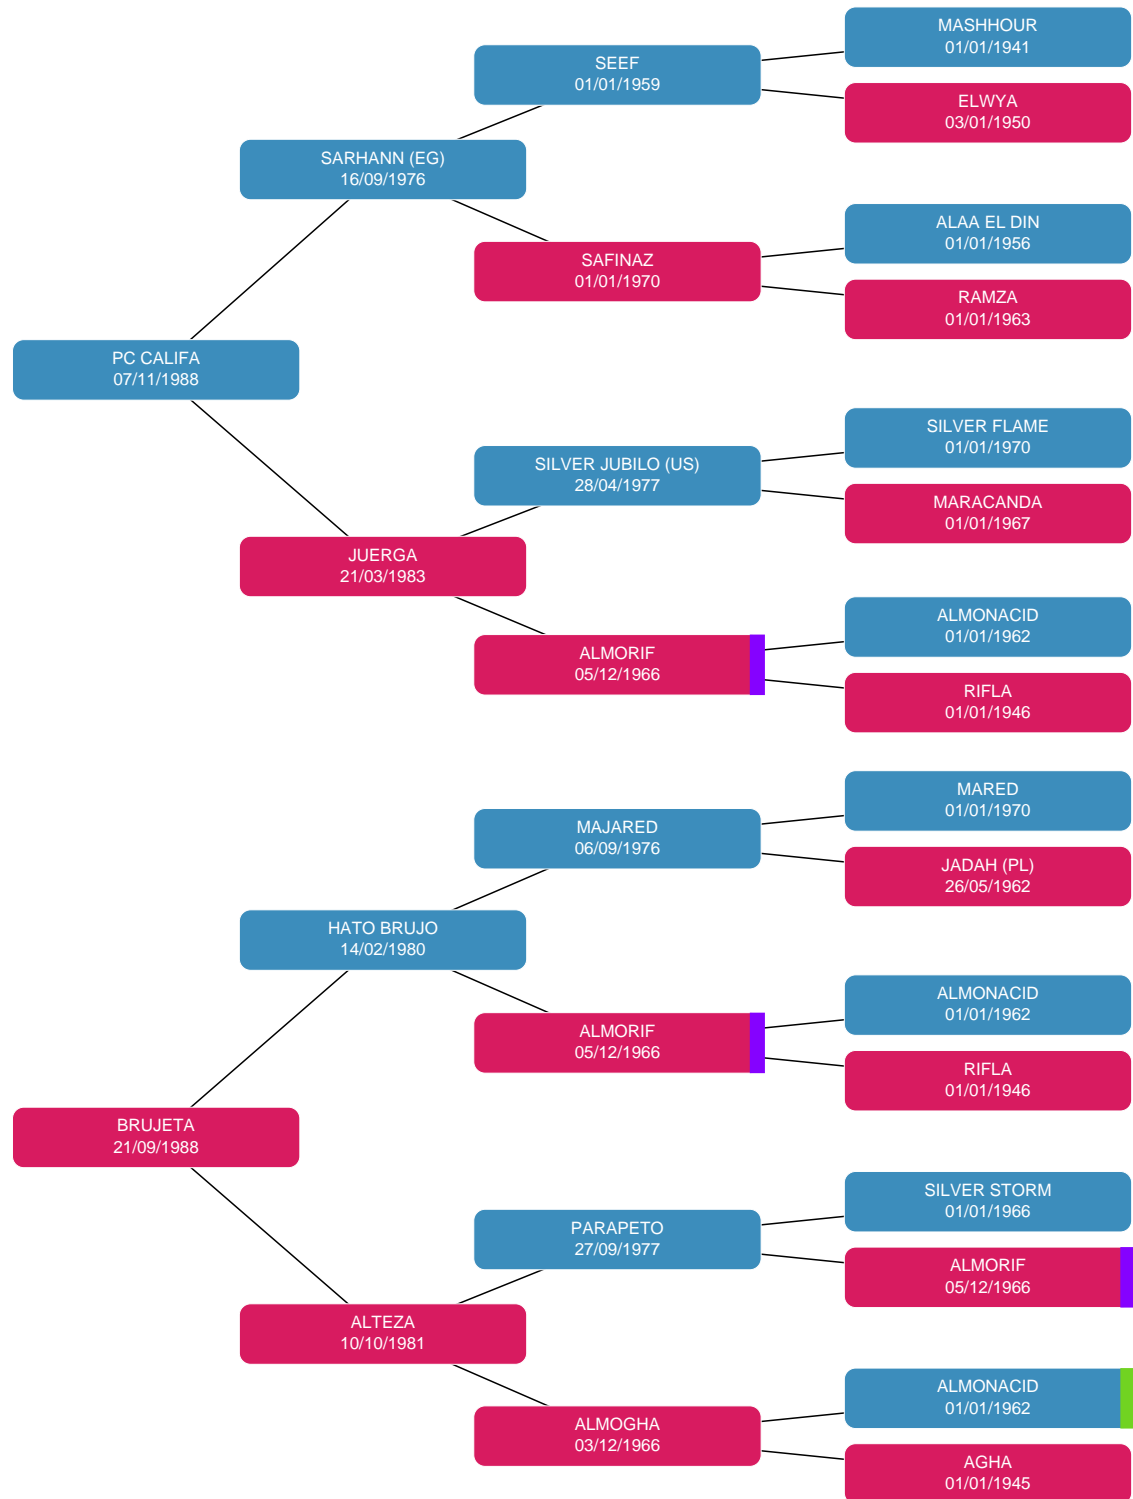 MASHHOUR
01/01/1941
SEEF
01/01/1959
ELWYA
03/01/1950
SARHANN (EG)
16/09/1976
ALAA EL DIN
01/01/1956
SAFINAZ
01/01/1970
RAMZA
01/01/1963
PC CALIFA
07/11/1988
SILVER FLAME
01/01/1970
SILVER JUBILO (US)
28/04/1977
MARACANDA
01/01/1967
JUERGA
21/03/1983
ALMONACID
01/01/1962
ALMORIF
05/12/1966
RIFLA
01/01/1946
MARED
01/01/1970
MAJARED
06/09/1976
JADAH (PL)
26/05/1962
HATO BRUJO
14/02/1980
ALMONACID
01/01/1962
ALMORIF
05/12/1966
RIFLA
01/01/1946
BRUJETA
21/09/1988
SILVER STORM
01/01/1966
PARAPETO
27/09/1977
ALMORIF
05/12/1966
ALTEZA
10/10/1981
ALMONACID
01/01/1962
ALMOGHA
03/12/1966
AGHA
01/01/1945